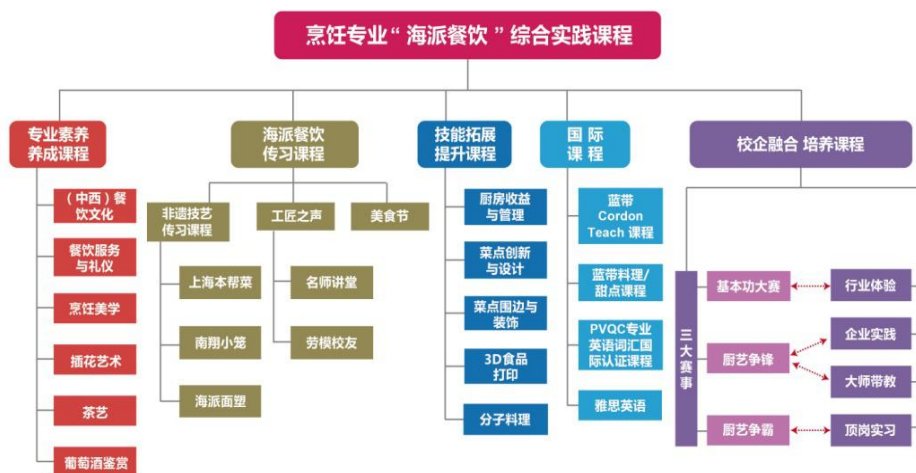 烹饪专业“海派餐饮”综合实践课程
专业素养
养成课程
（中西）餐
饮文化
餐饮服务
与礼仪
烹饪美学
插花艺术
茶艺
葡萄酒鉴赏
海派餐饮
传习课程
非遗技艺
传习课程
上海本帮菜
南翔小笼
海派面塑
工匠之声
名师讲堂
劳模校友
美食节
技能拓展
提升课程
厨房收益
与管理
菜点创新
与设计
菜点围边与
装饰
3D食品
打印
分子料理
国 际
课 程
蓝带
Cordon
Teach 课程
蓝带料理/
甜点课程
PVQC专业
英语词汇国
际认证课程
雅思英语
校企融合 培养课程
三大赛事
基本功大赛
行业体验
厨艺争锋
企业实践
大师带教
厨艺争霸
顶岗实习